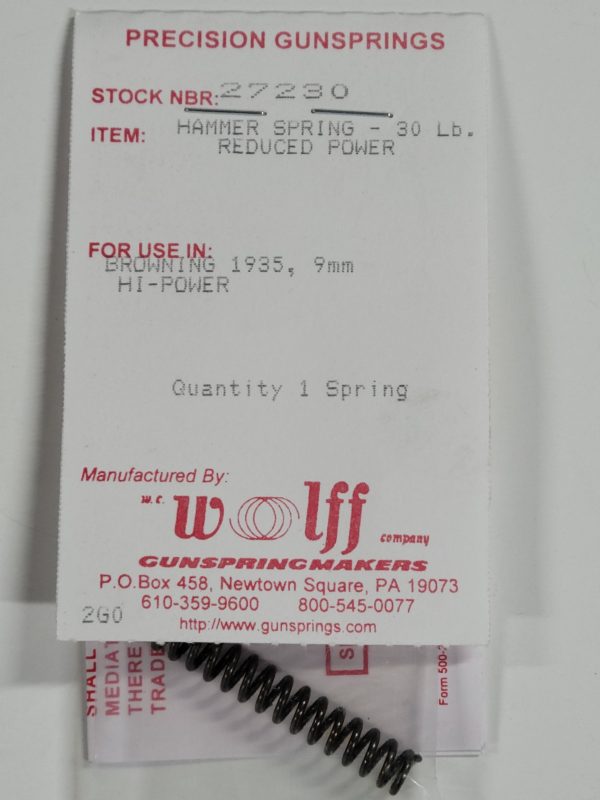 PRECISION GUNSPRINGS
STOCK NBR: 27230
ITEM: HAMMER SPRING - 30 Lb.
REDUCED POWER
FOR USE IN:
BROWNING 1935, 9mm
HI-POWER
Quantity 1 Spring
Manufactured By:
W.C. Wolff company
GUNSPRINGMAKERS
P.O.Box 458, Newtown Square, PA 19073
610-359-9600 800-545-0077
2G0 http://www.gunsprings.com
SHALL
MEDIAT
THERE
TRADE
S
Form 500-